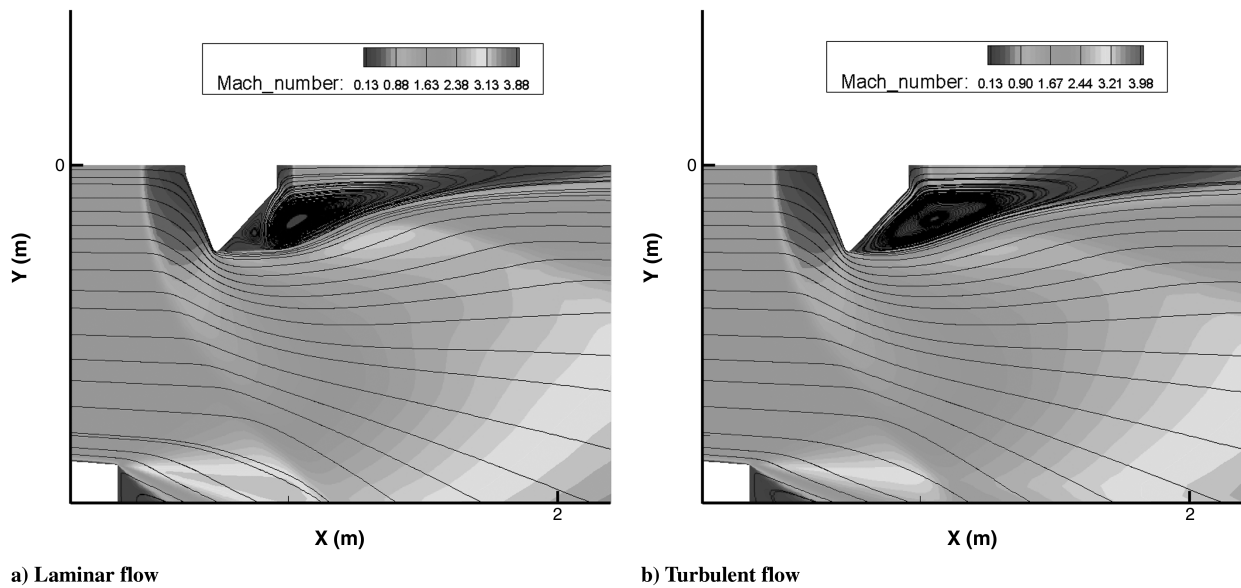 Mach_number: 0.13 0.88 1.63 2.38 3.13 3.88
0
Y (m)
2
X (m)
a) Laminar flow
Mach_number: 0.13 0.90 1.67 2.44 3.21 3.98
0
Y (m)
2
X (m)
b) Turbulent flow